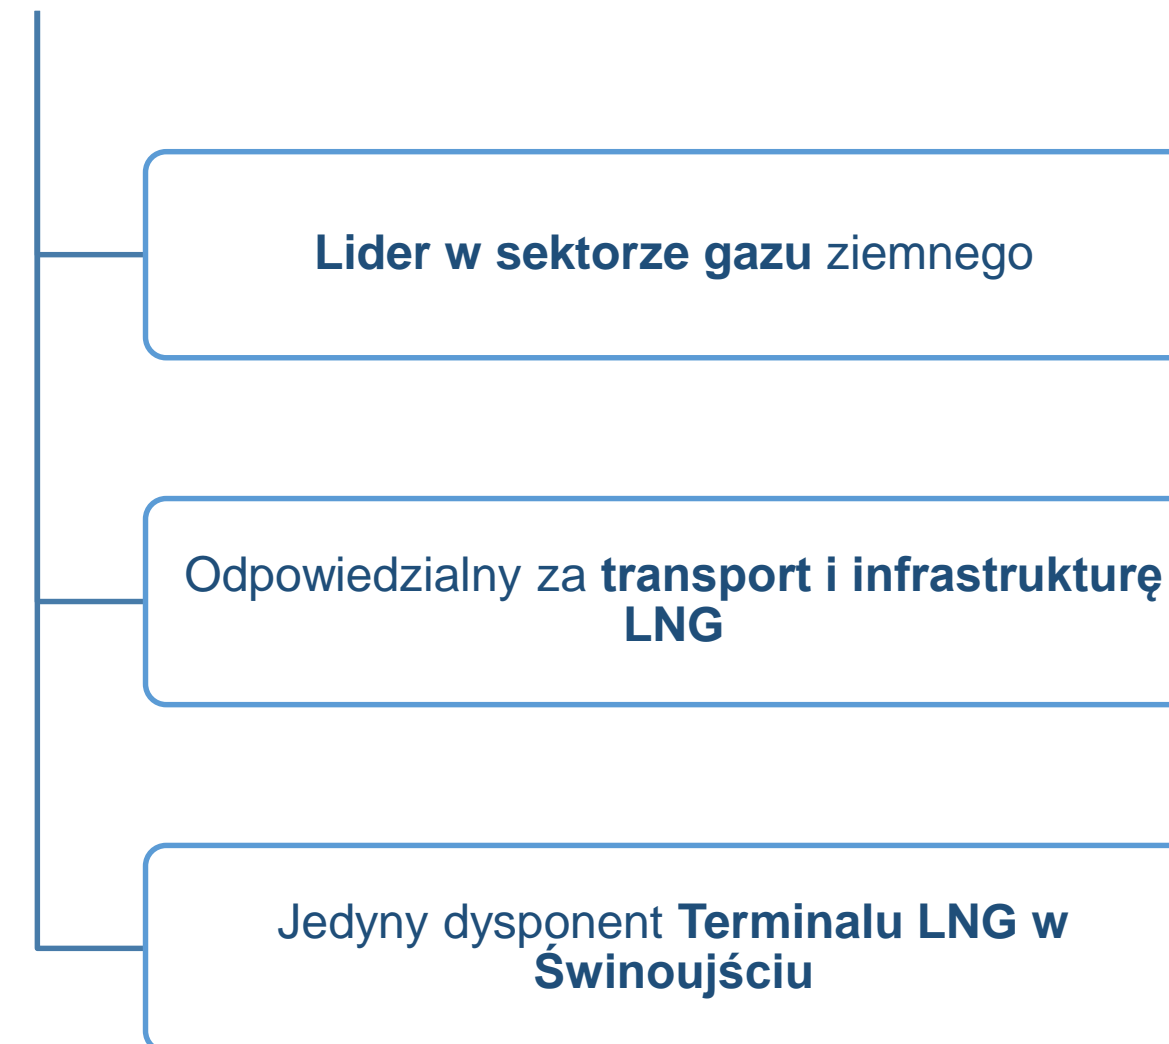 Lider w sektorze gazu ziemnego
Odpowiedzialny za transport i infrastrukturę
LNG
Jedyny dysponent Terminalu LNG w
Świnoujściu